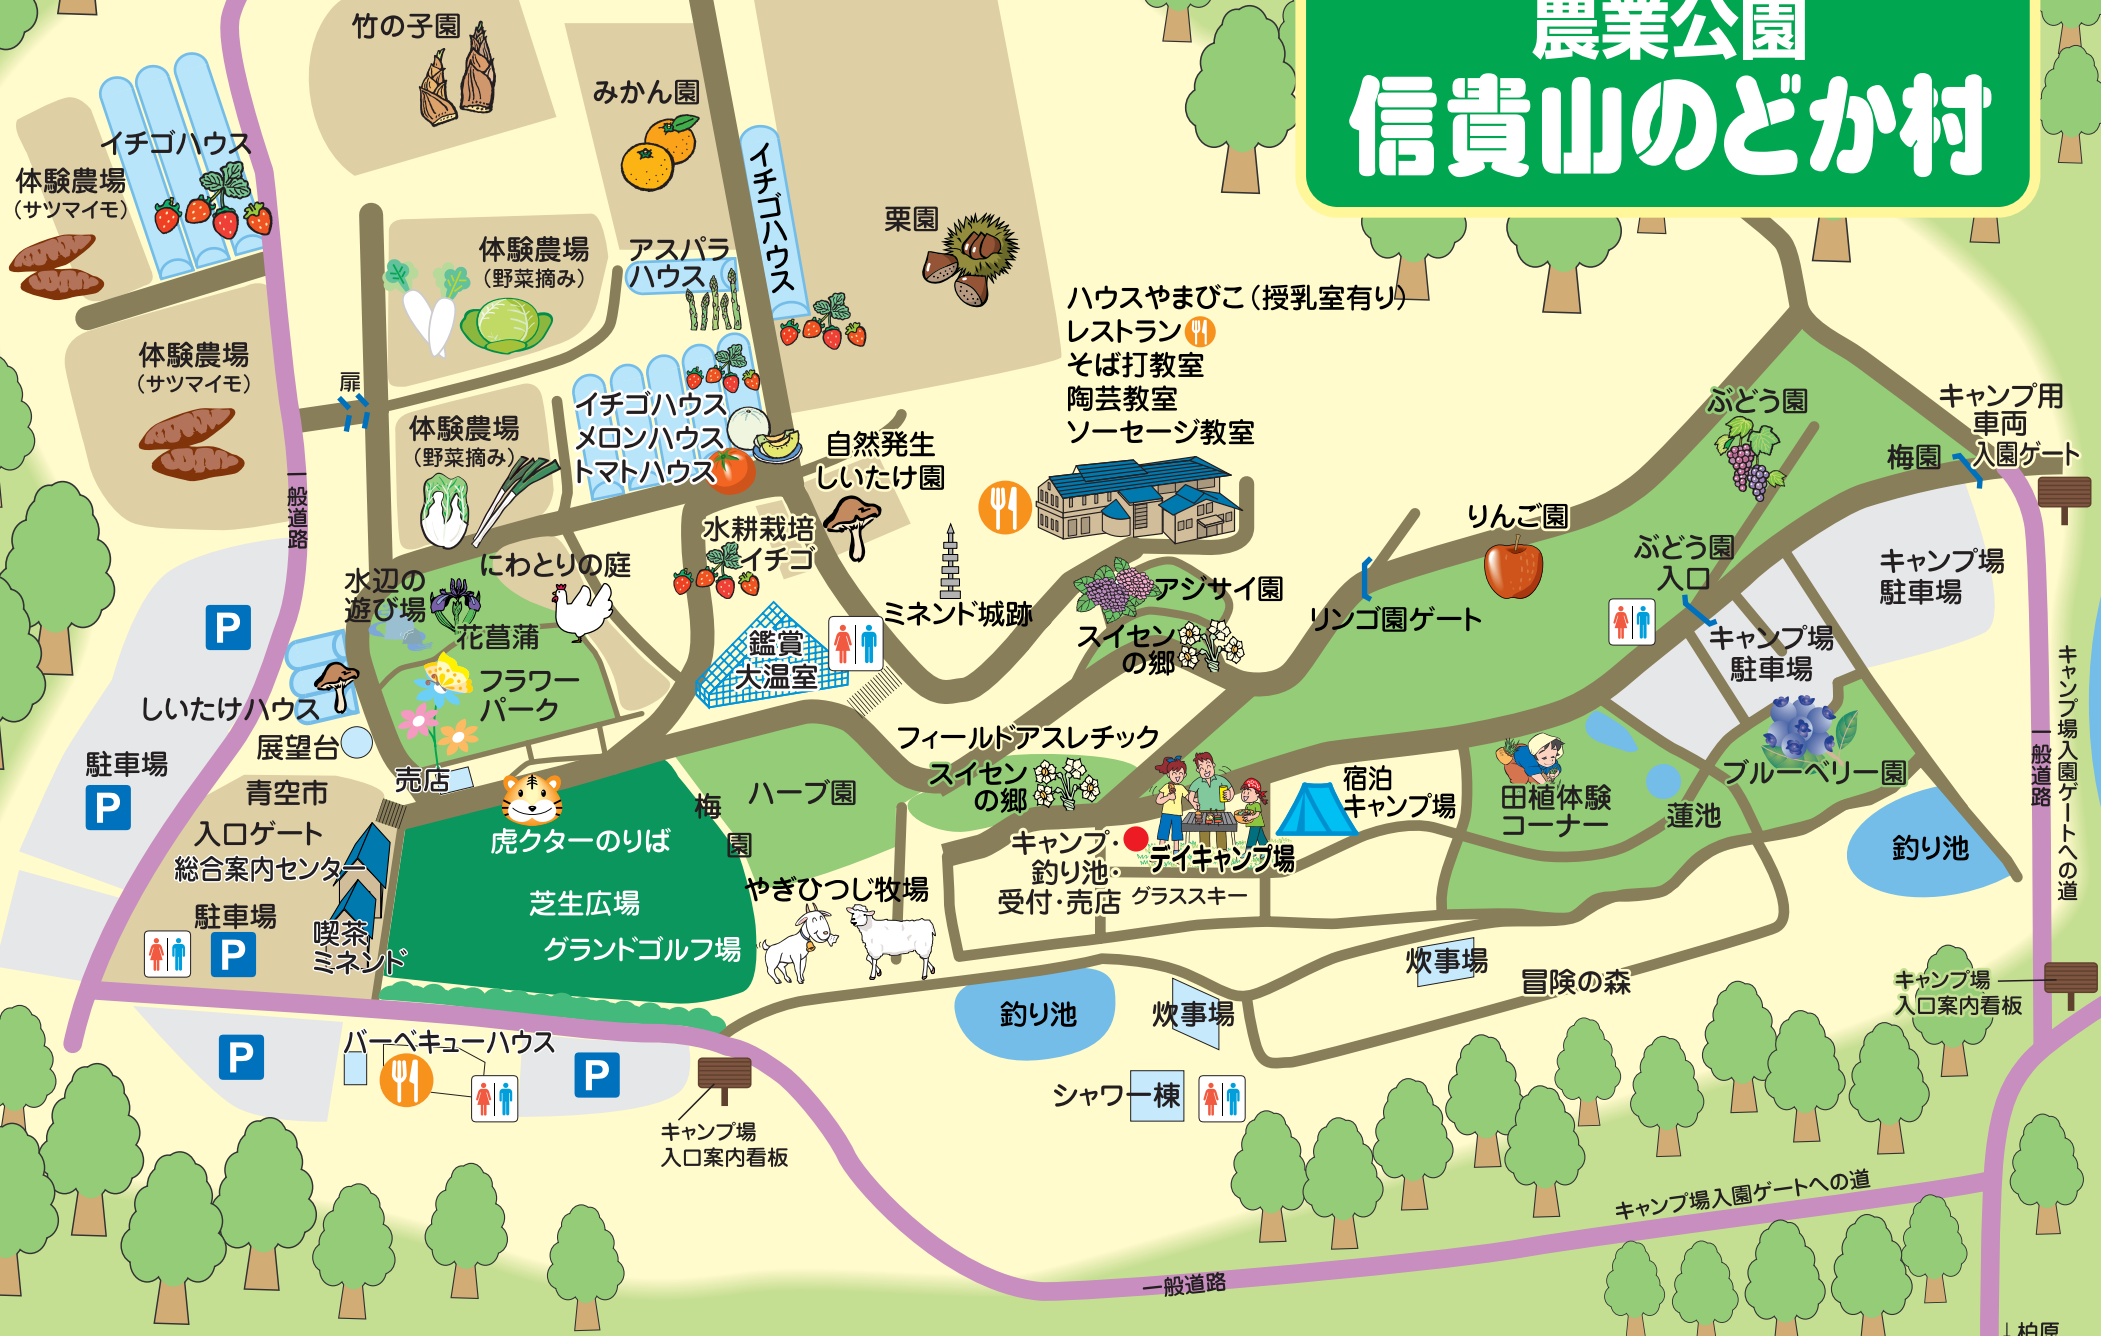 農業公園
信貴山のどか村
竹の子園
みかん園
イチゴハウス
体験農場
（サツマイモ）
イチゴハウス
栗園
体験農場
（野菜摘み）
アスパラ
ハウス
ハウスやまびこ（授乳室有り）
レストラン
そば打教室
陶芸教室
ソーセージ教室
体験農場
（サツマイモ）
扉
体験農場
（野菜摘み）
イチゴハウス
メロンハウス
トマトハウス
自然発生
しいたけ園
ぶどう園
キャンプ用
車両
入園ゲート
梅園
一般道路
水耕栽培
イチゴ
りんご園
ぶどう園
入口
キャンプ場
駐車場
水辺の
遊び場
にわとりの庭
花菖蒲
ミネンド城跡
アジサイ園
リンゴ園ゲート
スイセン
の郷
キャンプ場
駐車場
P
鑑賞
大温室
フラワー
パーク
しいたけハウス
展望台
キャンプ場入園ゲートへの道
一般道路
駐車場
P
売店
青空市
入口ゲート
総合案内センター
虎クターのりば
梅
園
ハーブ園
フィールドアスレチック
スイセン
の郷
宿泊
キャンプ場
田植体験
コーナー
蓮池
ブルーベリー園
釣り池
キャンプ・
釣り池・
受付・売店
デイキャンプ場
グラススキー
駐車場
P
喫茶
ミネンド
芝生広場
グランドゴルフ場
やぎひつじ牧場
炊事場
冒険の森
キャンプ場
入口案内看板
釣り池
炊事場
P
バーベキューハウス
P
シャワー棟
キャンプ場
入口案内看板
キャンプ場入園ゲートへの道
一般道路
↓柏原